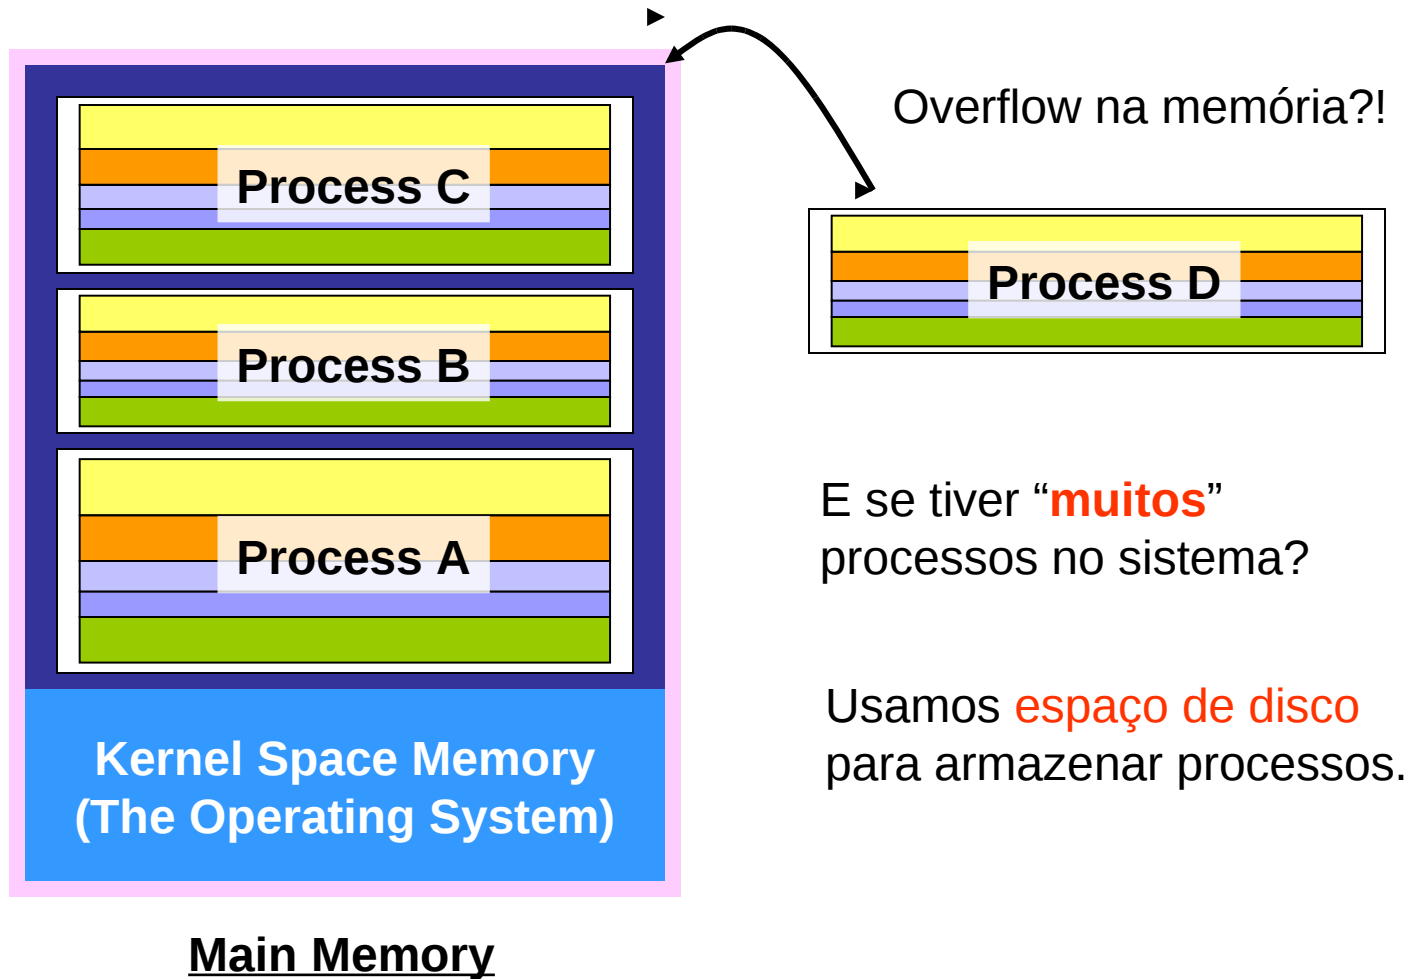 Overflow na memória?!
Process C
Process D
Process B
E se tiver “muitos”
processos no sistema?
Process A
Usamos espaço de disco
para armazenar processos.
Kernel Space Memory
(The Operating System)
Main Memory